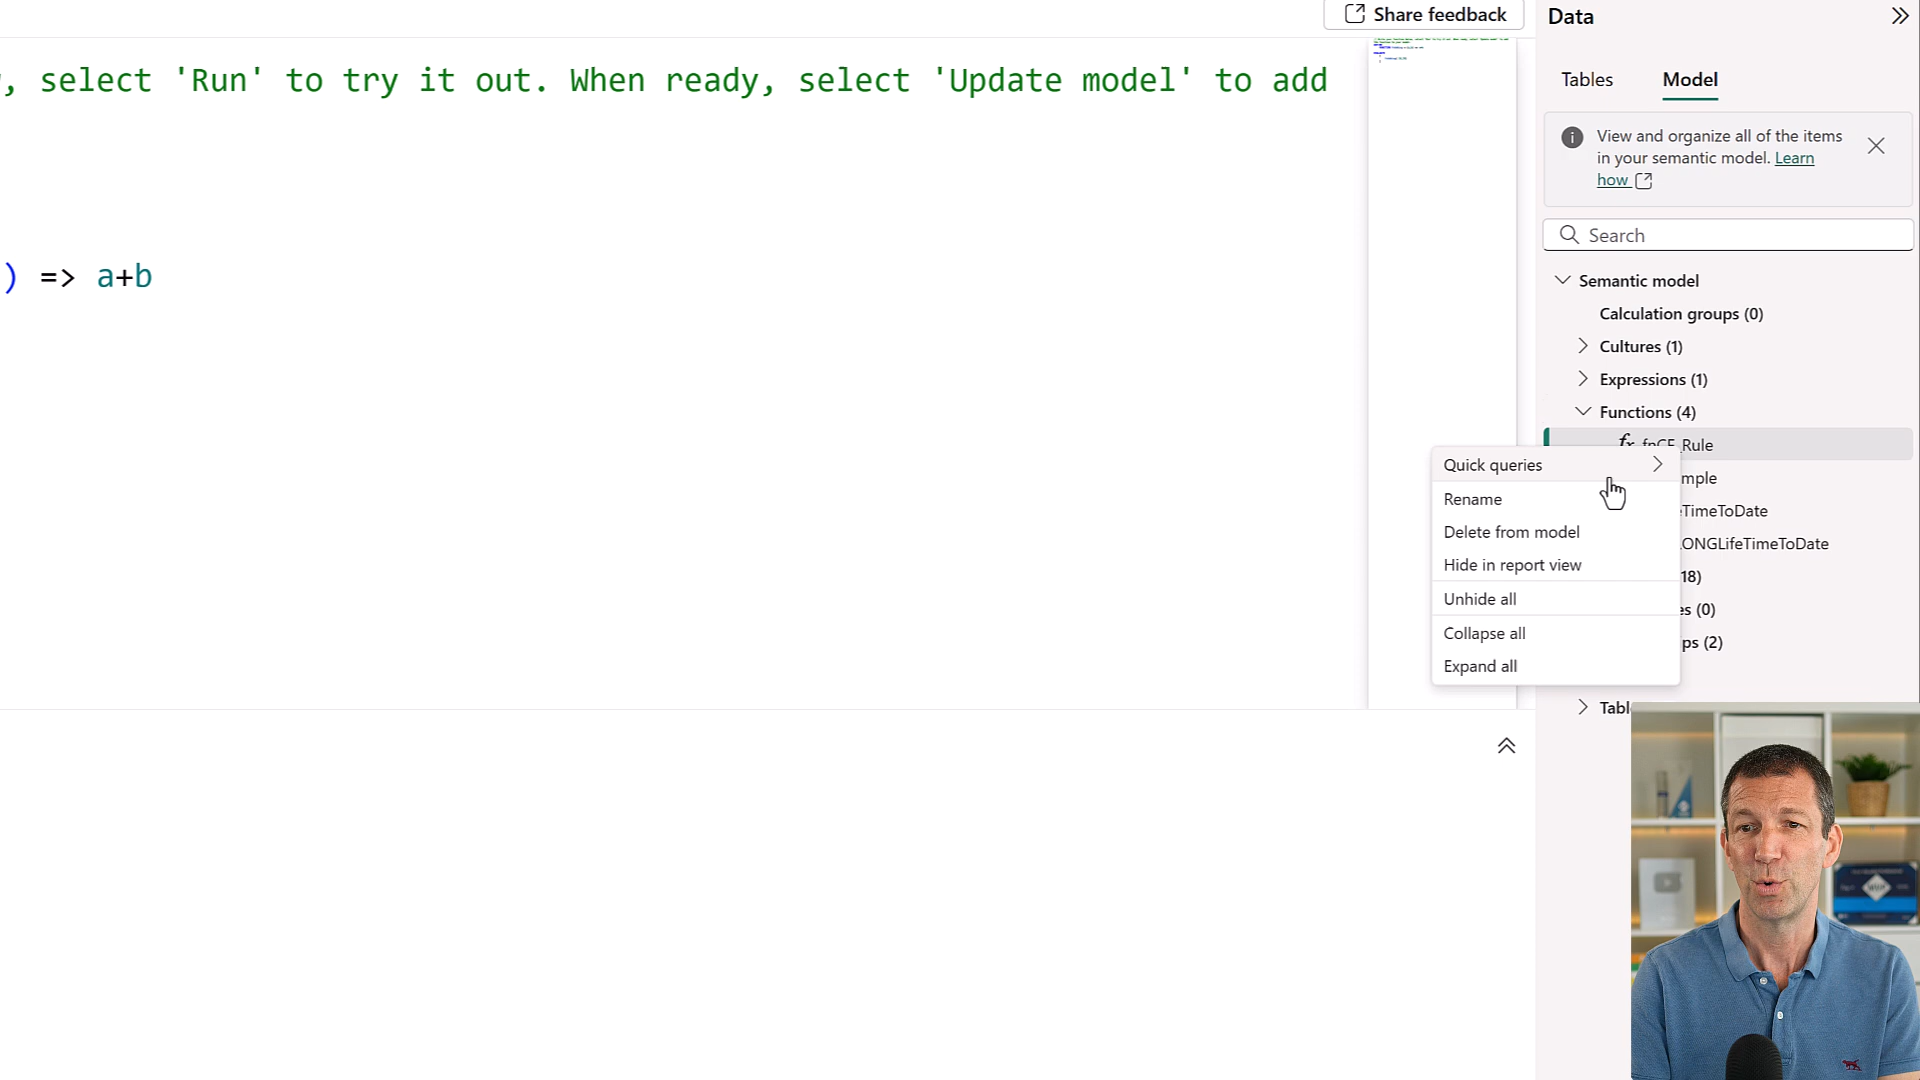 Share feedback
Data
, select 'Run' to try it out. When ready, select 'Update model' to add
) => a+b
Tables
Model
View and organize all of the items
in your semantic model. Learn
how
Search
Semantic model
Calculation groups (0)
Cultures (1)
Expressions (1)
Functions (4)
Rule
mple
TimeToDate
ONGLifeTimeToDate
18)
es (0)
ps (2)
Tabl
Quick queries
Rename
Delete from model
Hide in report view
Unhide all
Collapse all
Expand all